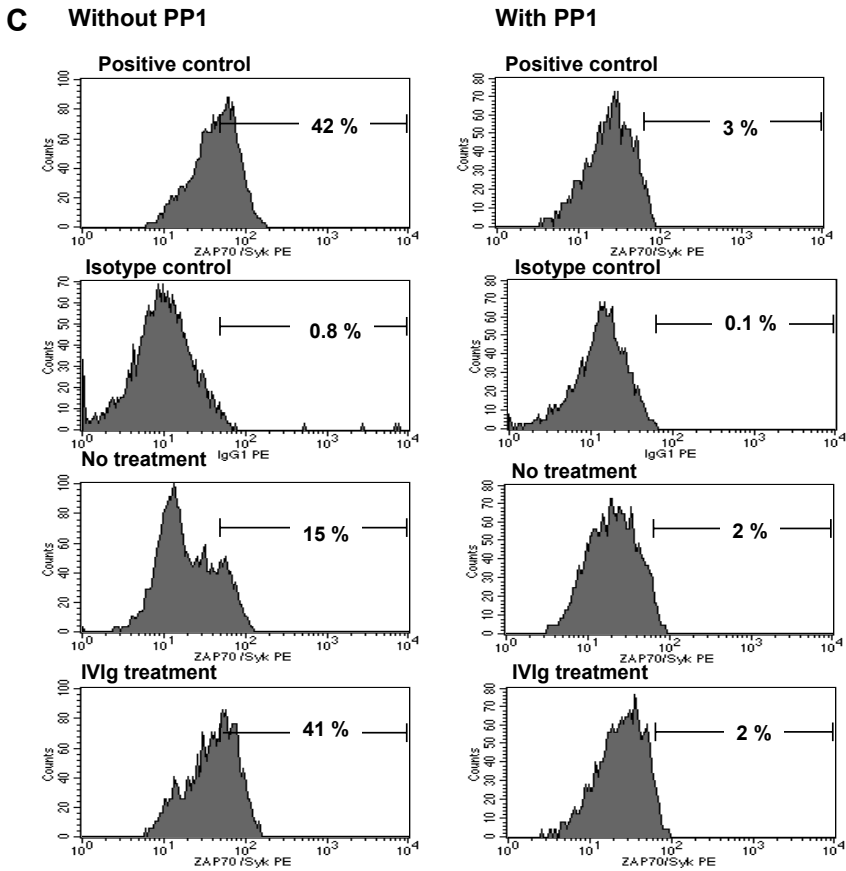 C Without PP1 With PP1
Positive control
100
80
60
40
20
0
Counts
42 %
10^0 10^1 10^2 10^3 10^4
ZAP70/Syk PE
Positive control
80
70
60
50
40
30
20
10
0
Counts
3 %
10^0 10^1 10^2 10^3 10^4
ZAP70/Syk PE
Isotype control
70
60
50
40
30
20
10
0
Counts
0.8 %
10^0 10^1 10^2 10^3 10^4
IgG1 PE
Isotype control
80
70
60
50
40
30
20
10
0
Counts
0.1 %
10^0 10^1 10^2 10^3 10^4
IgG1 PE
No treatment
100
80
60
40
20
0
Counts
15 %
10^0 10^1 10^2 10^3 10^4
ZAP70/Syk PE
No treatment
80
70
60
50
40
30
20
10
0
Counts
2 %
10^0 10^1 10^2 10^3 10^4
ZAP70/Syk PE
IVIg treatment
100
80
60
40
20
0
Counts
41 %
10^0 10^1 10^2 10^3 10^4
ZAP70/Syk PE
IVIg treatment
80
70
60
50
40
30
20
10
0
Counts
2 %
10^0 10^1 10^2 10^3 10^4
ZAP70/Syk PE